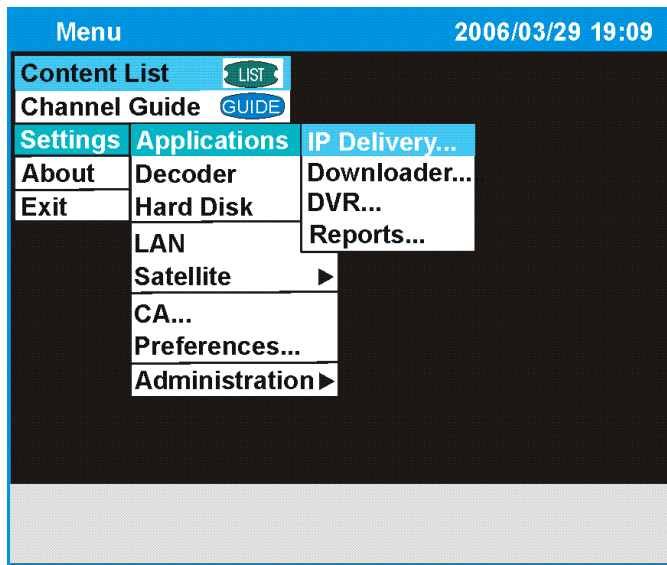 Menu 2006/03/29 19:09
Content List LIST
Channel Guide GUIDE
Settings Applications IP Delivery...
About Decoder Downloader...
Exit Hard Disk DVR...
LAN Reports...
Satellite ▶
CA...
Preferences...
Administration ▶